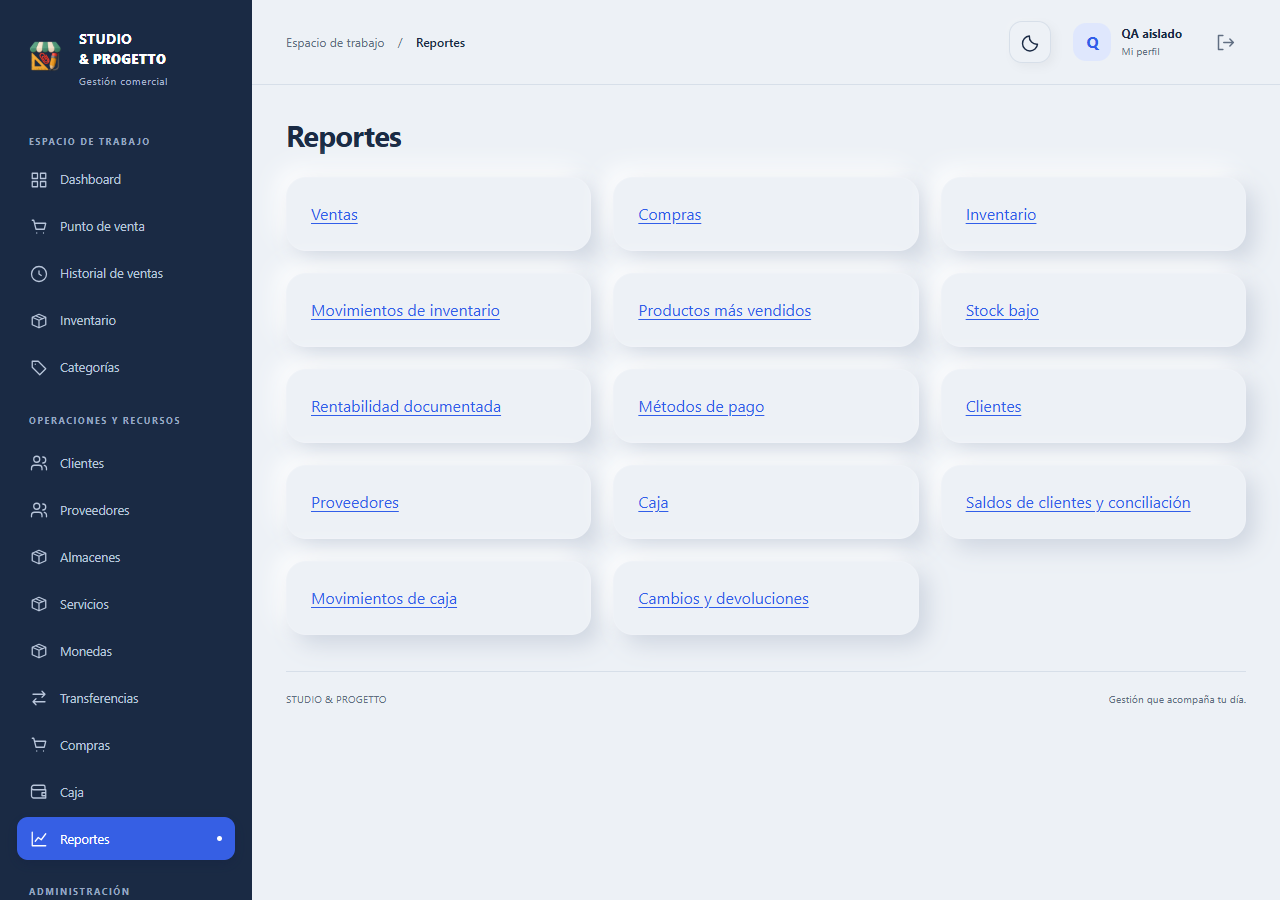 STUDIO
& PROGETTO
Gestión comercial
ESPACIO DE TRABAJO
Dashboard
Punto de venta
Historial de ventas
Inventario
Categorías
OPERACIONES Y RECURSOS
Clientes
Proveedores
Almacenes
Servicios
Monedas
Transferencias
Compras
Caja
Reportes
ADMINISTRACIÓN
Espacio de trabajo / Reportes
Q
QA aislado
Mi perfil
Reportes
Ventas
Compras
Inventario
Movimientos de inventario
Productos más vendidos
Stock bajo
Rentabilidad documentada
Métodos de pago
Clientes
Proveedores
Caja
Saldos de clientes y conciliación
Movimientos de caja
Cambios y devoluciones
STUDIO & PROGETTO
Gestión que acompaña tu día.